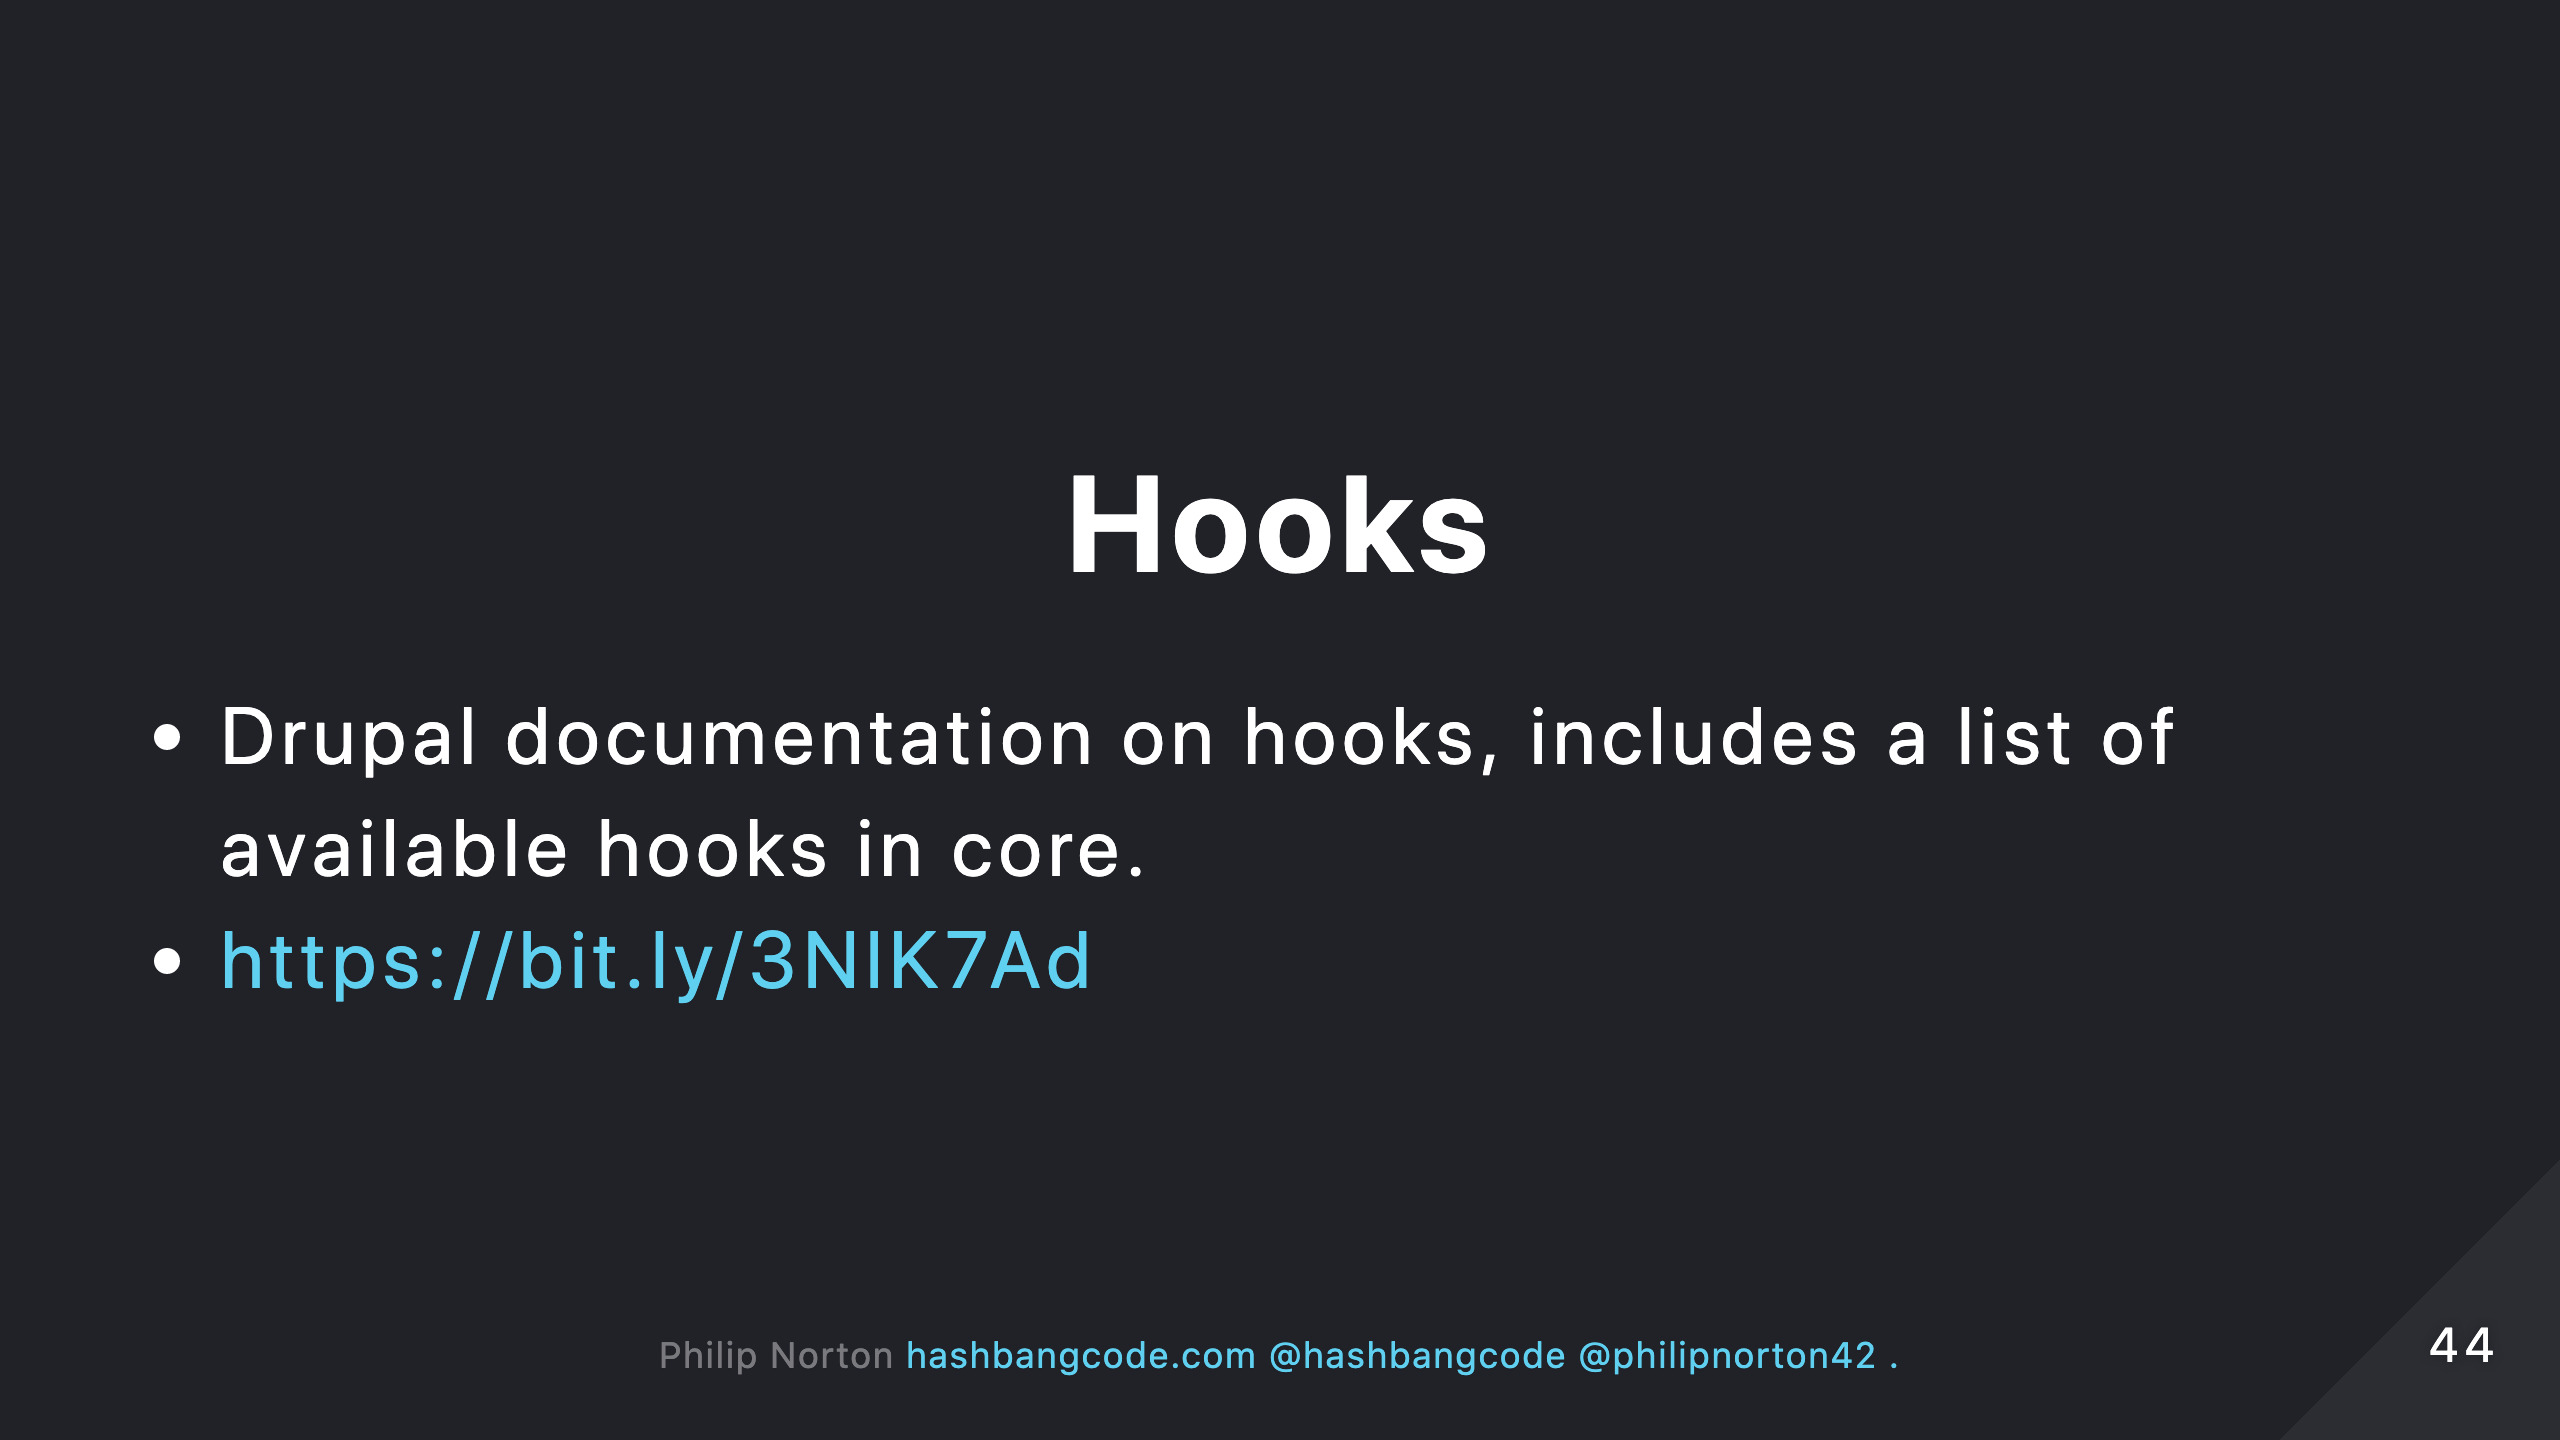 Hooks
• Drupal documentation on hooks, includes a list of
available hooks in core.
• https://bit.ly/3NlK7Ad
Philip Norton hashbangcode.com @hashbangcode @philipnorton42 .
44